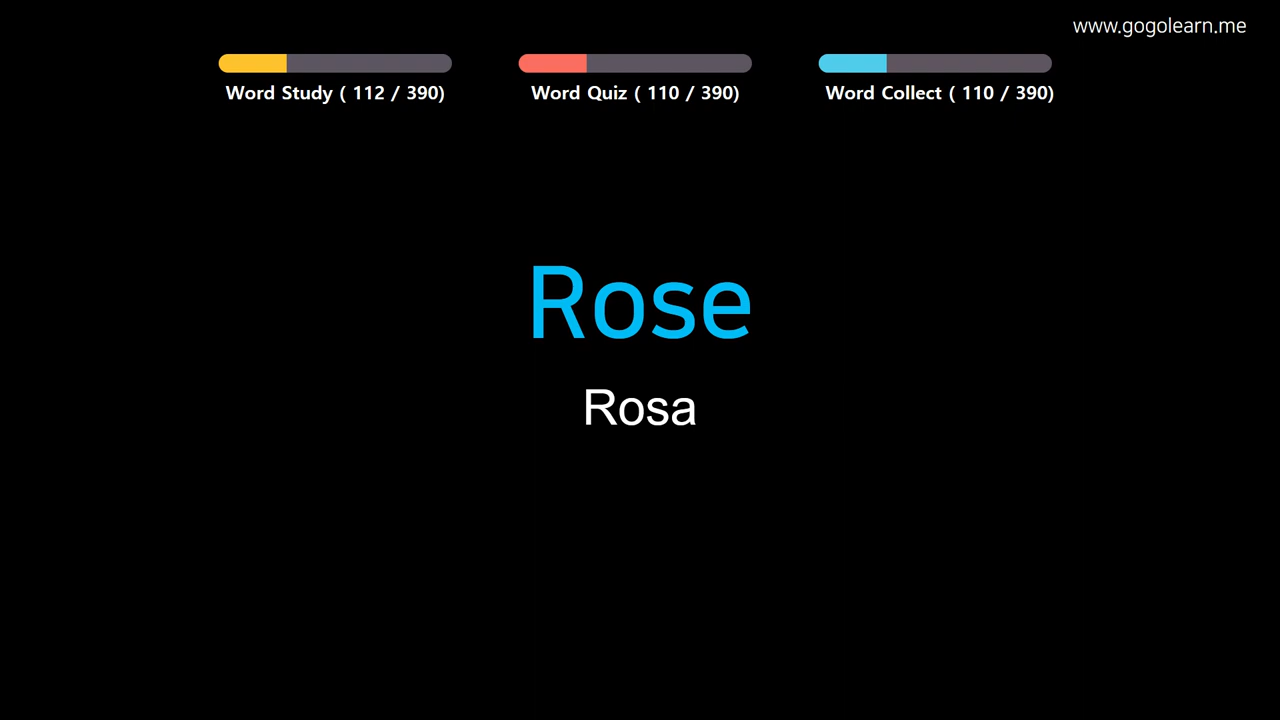 www.gogolearn.me
Word Study ( 112 / 390)
Word Quiz ( 110 / 390)
Word Collect ( 110 / 390)
Rose
Rosa